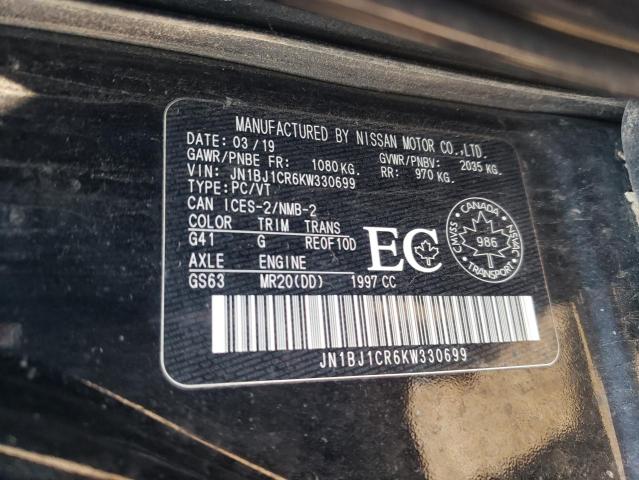 MANUFACTURED BY NISSAN MOTOR CO.,LTD.
DATE: 03/19
GAWR/PNBE FR: 1080 KG. GVWR/PNBV: 2035 KG.
RR: 970 KG.
VIN: JN1BJ1CR6KW330699
TYPE: PC/VT
CAN ICES-2/NMB-2
COLOR TRIM TRANS
G41 G RE0F10D
AXLE ENGINE
GS63 MR20(DD) 1997 CC
EC
CANADA
CMVSS 986 NSVAC
TRANSPORT
JN1BJ1CR6KW330699